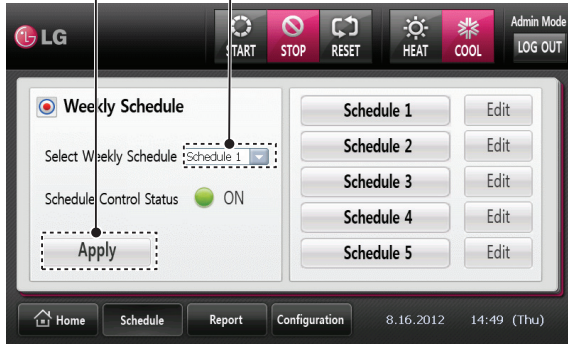 LG
START STOP RESET HEAT COOL
Admin Mode
LOG OUT
Weekly Schedule
Select Weekly Schedule Schedule 1
Schedule Control Status ON
Apply
Schedule 1 Edit
Schedule 2 Edit
Schedule 3 Edit
Schedule 4 Edit
Schedule 5 Edit
Home Schedule Report Configuration 8.16.2012 14:49 (Thu)